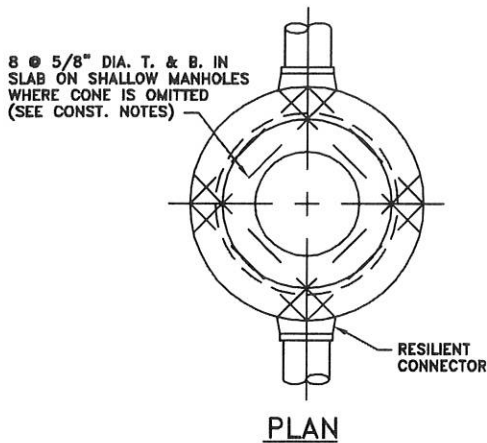 8 @ 5/8" DIA. T. & B. IN
SLAB ON SHALLOW MANHOLES
WHERE CONE IS OMITTED
(SEE CONST. NOTES)
RESILIENT
CONNECTOR
PLAN